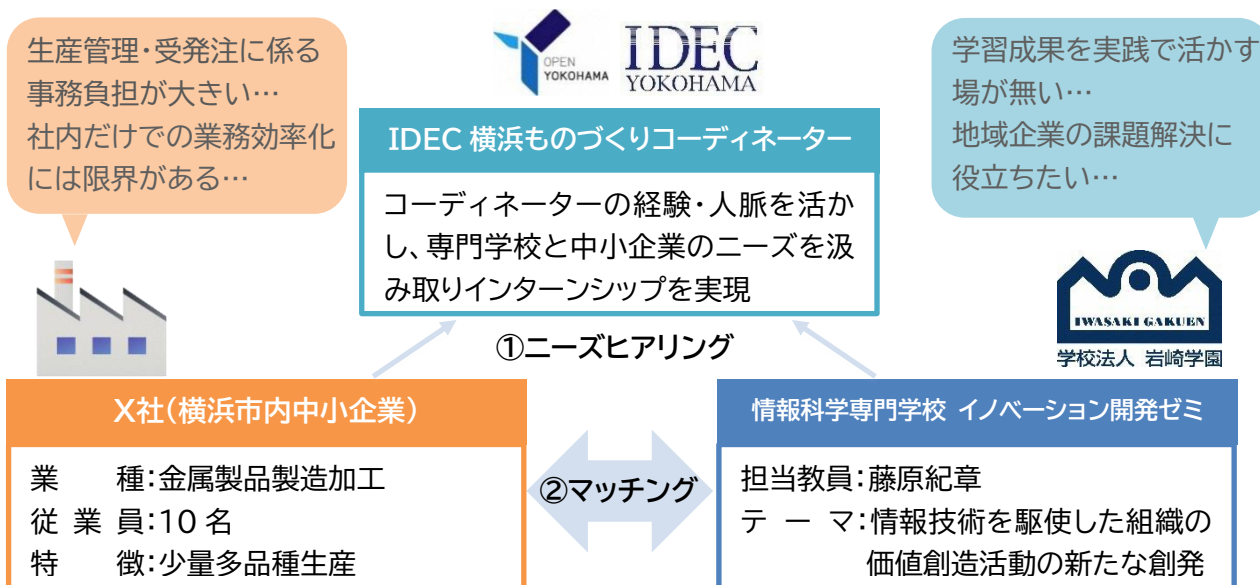 生産管理・受発注に係る
事務負担が大きい…
社内だけでの業務効率化
には限界がある…
OPEN
YOKOHAMA
IDEC
YOKOHAMA
学習成果を実践で活かす
場が無い…
地域企業の課題解決に
役立ちたい…
IDEC 横浜ものづくりコーディネーター
コーディネーターの経験・人脈を活か
し、専門学校と中小企業のニーズを汲
み取りインターンシップを実現
IWASAKI GAKUEN
学校法人 岩崎学園
①ニーズヒアリング
X社(横浜市内中小企業)
業 種:金属製品製造加工
従 業 員:10 名
特 徴:少量多品種生産
②マッチング
情報科学専門学校 イノベーション開発ゼミ
担当教員:藤原紀章
テ ー マ:情報技術を駆使した組織の
価値創造活動の新たな創発